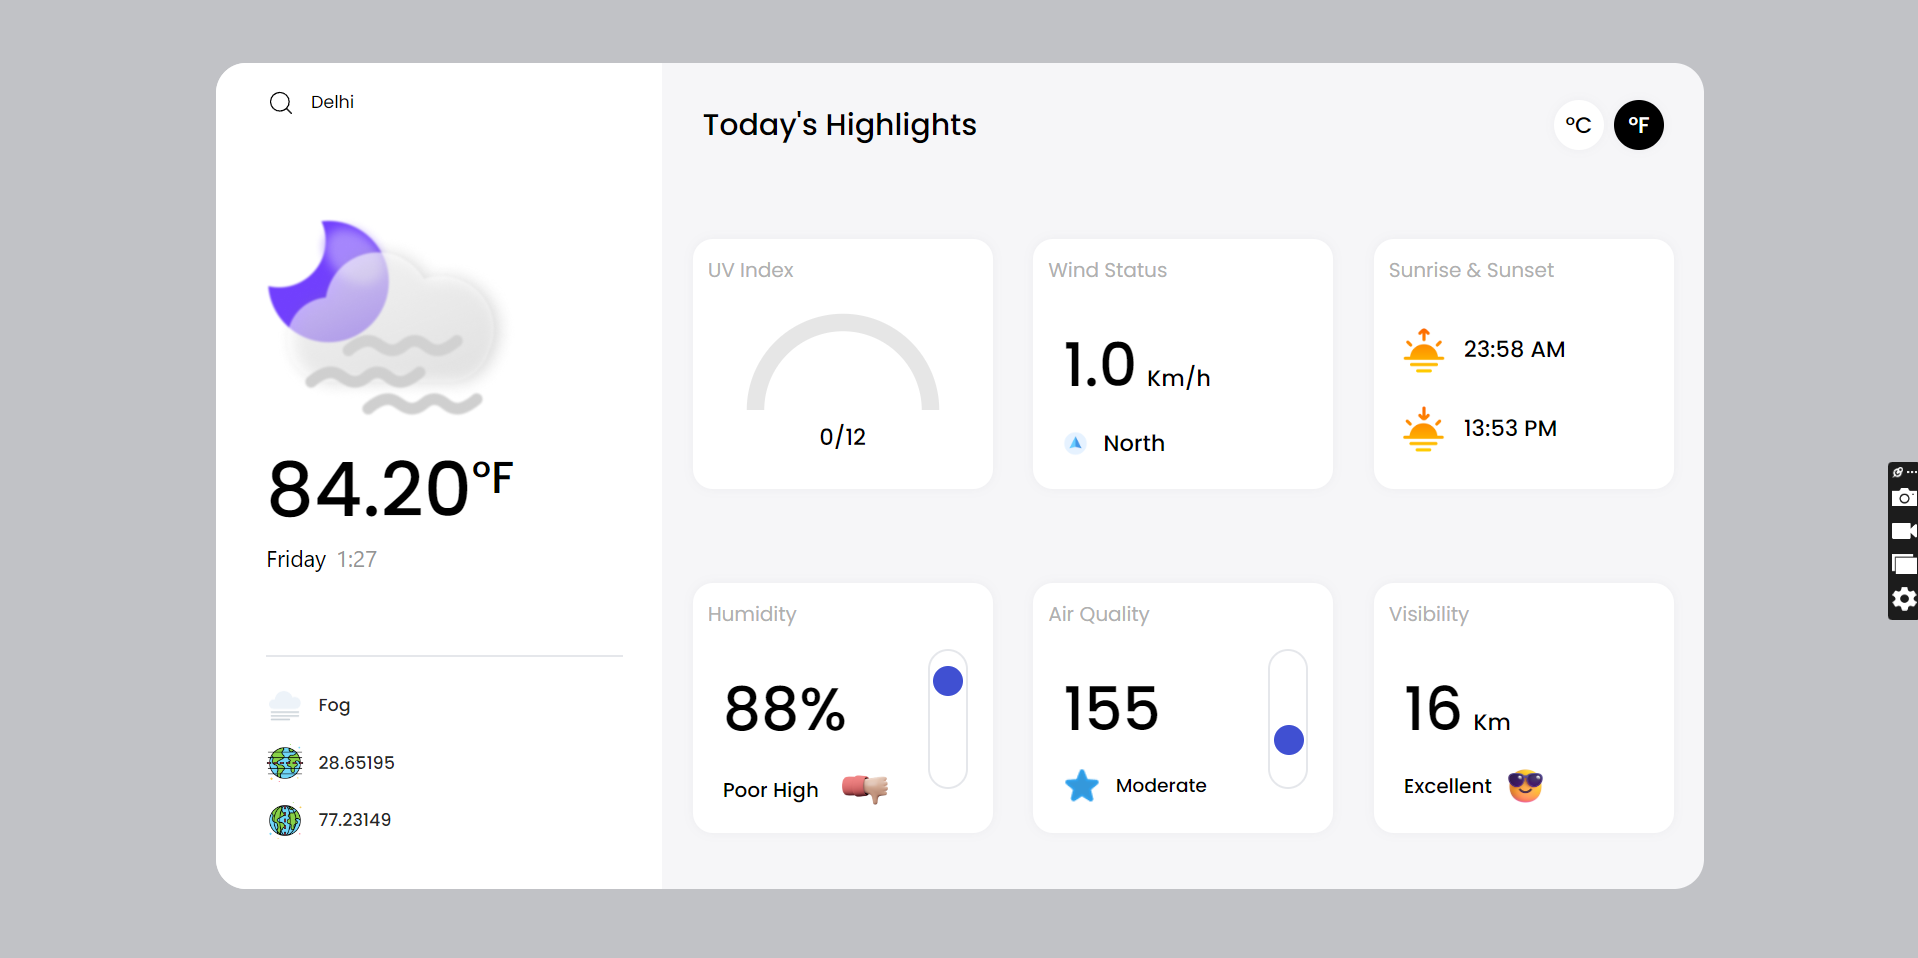 Delhi
84.20°F
Friday 1:27
Fog
28.65195
77.23149
Today's Highlights
°C
°F
UV Index
0/12
Wind Status
1.0 Km/h
North
Sunrise & Sunset
23:58 AM
13:53 PM
Humidity
88%
Poor High
Air Quality
155
Moderate
Visibility
16 Km
Excellent